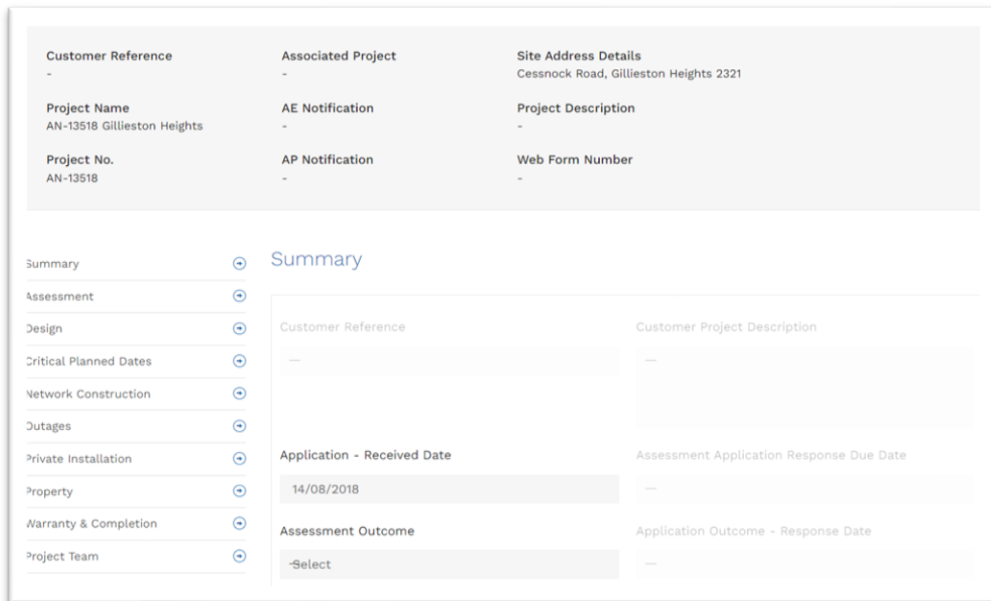 Customer Reference
-
Associated Project
-
Site Address Details
Cessnock Road, Gillieston Heights 2321
Project Name
AN-13518 Gillieston Heights
AE Notification
-
Project Description
-
Project No.
AN-13518
AP Notification
-
Web Form Number
-
Summary
Assessment
Design
Critical Planned Dates
Network Construction
Outages
Private Installation
Property
Warranty & Completion
Project Team
Summary
Customer Reference
—
Customer Project Description
—
Application - Received Date
14/08/2018
Assessment Application Response Due Date
—
Assessment Outcome
-Select
Application Outcome - Response Date
—